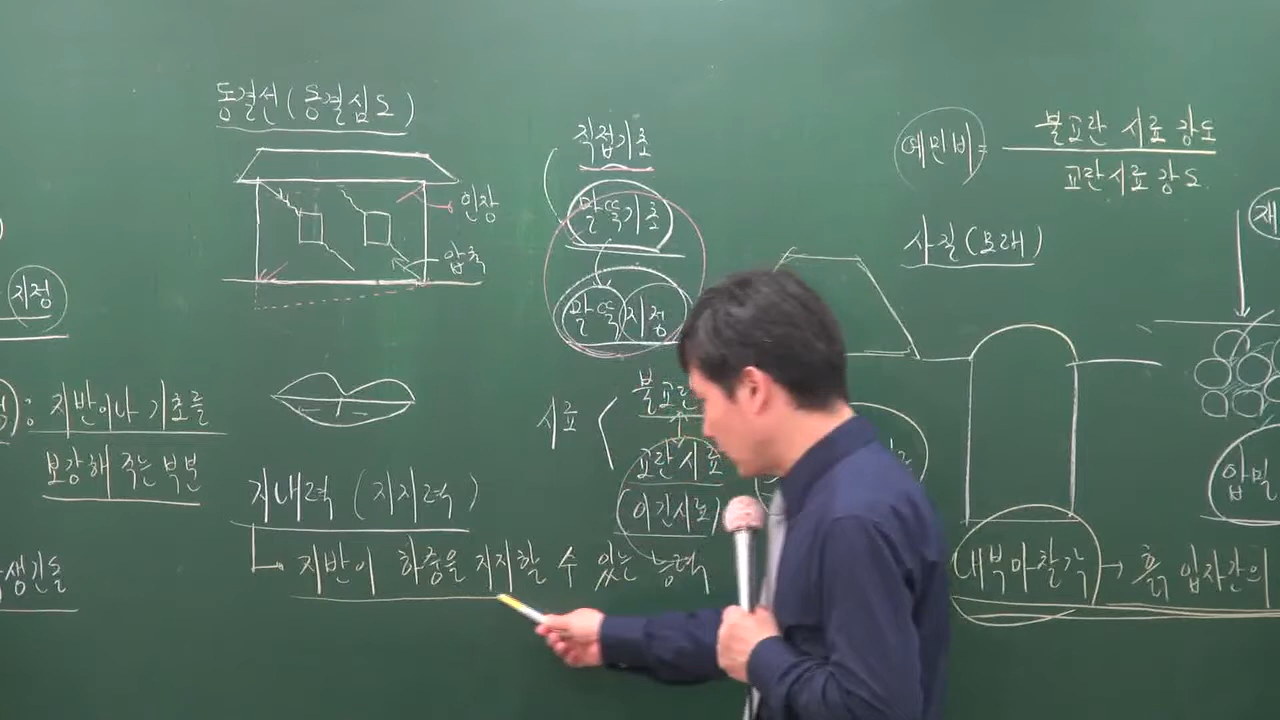 동결선(동결심도)
인장
압축
지정
: 지반이나 기초를
보강해 주는 부분
지내력 (지지력)
지반이 하중을 지지할 수 있는 능력
직접기초
말뚝기초
말뚝지정
시료
불교란
교란시료
(이긴시료)
예민비 = 불교란 시료 강도
교란시료 강도
사질(모래)
내부마찰각 → 흙 입자간의
압밀